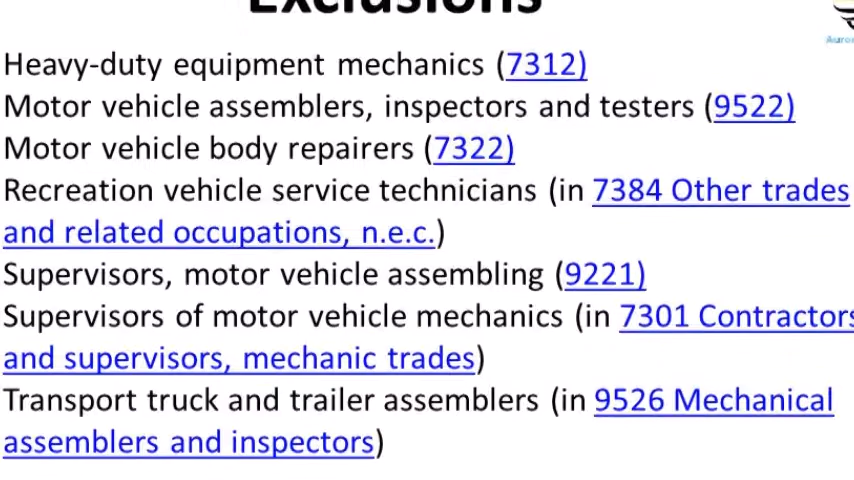 Exclusions
Heavy-duty equipment mechanics (7312)
Motor vehicle assemblers, inspectors and testers (9522)
Motor vehicle body repairers (7322)
Recreation vehicle service technicians (in 7384 Other trades
and related occupations, n.e.c.)
Supervisors, motor vehicle assembling (9221)
Supervisors of motor vehicle mechanics (in 7301 Contractors
and supervisors, mechanic trades)
Transport truck and trailer assemblers (in 9526 Mechanical
assemblers and inspectors)